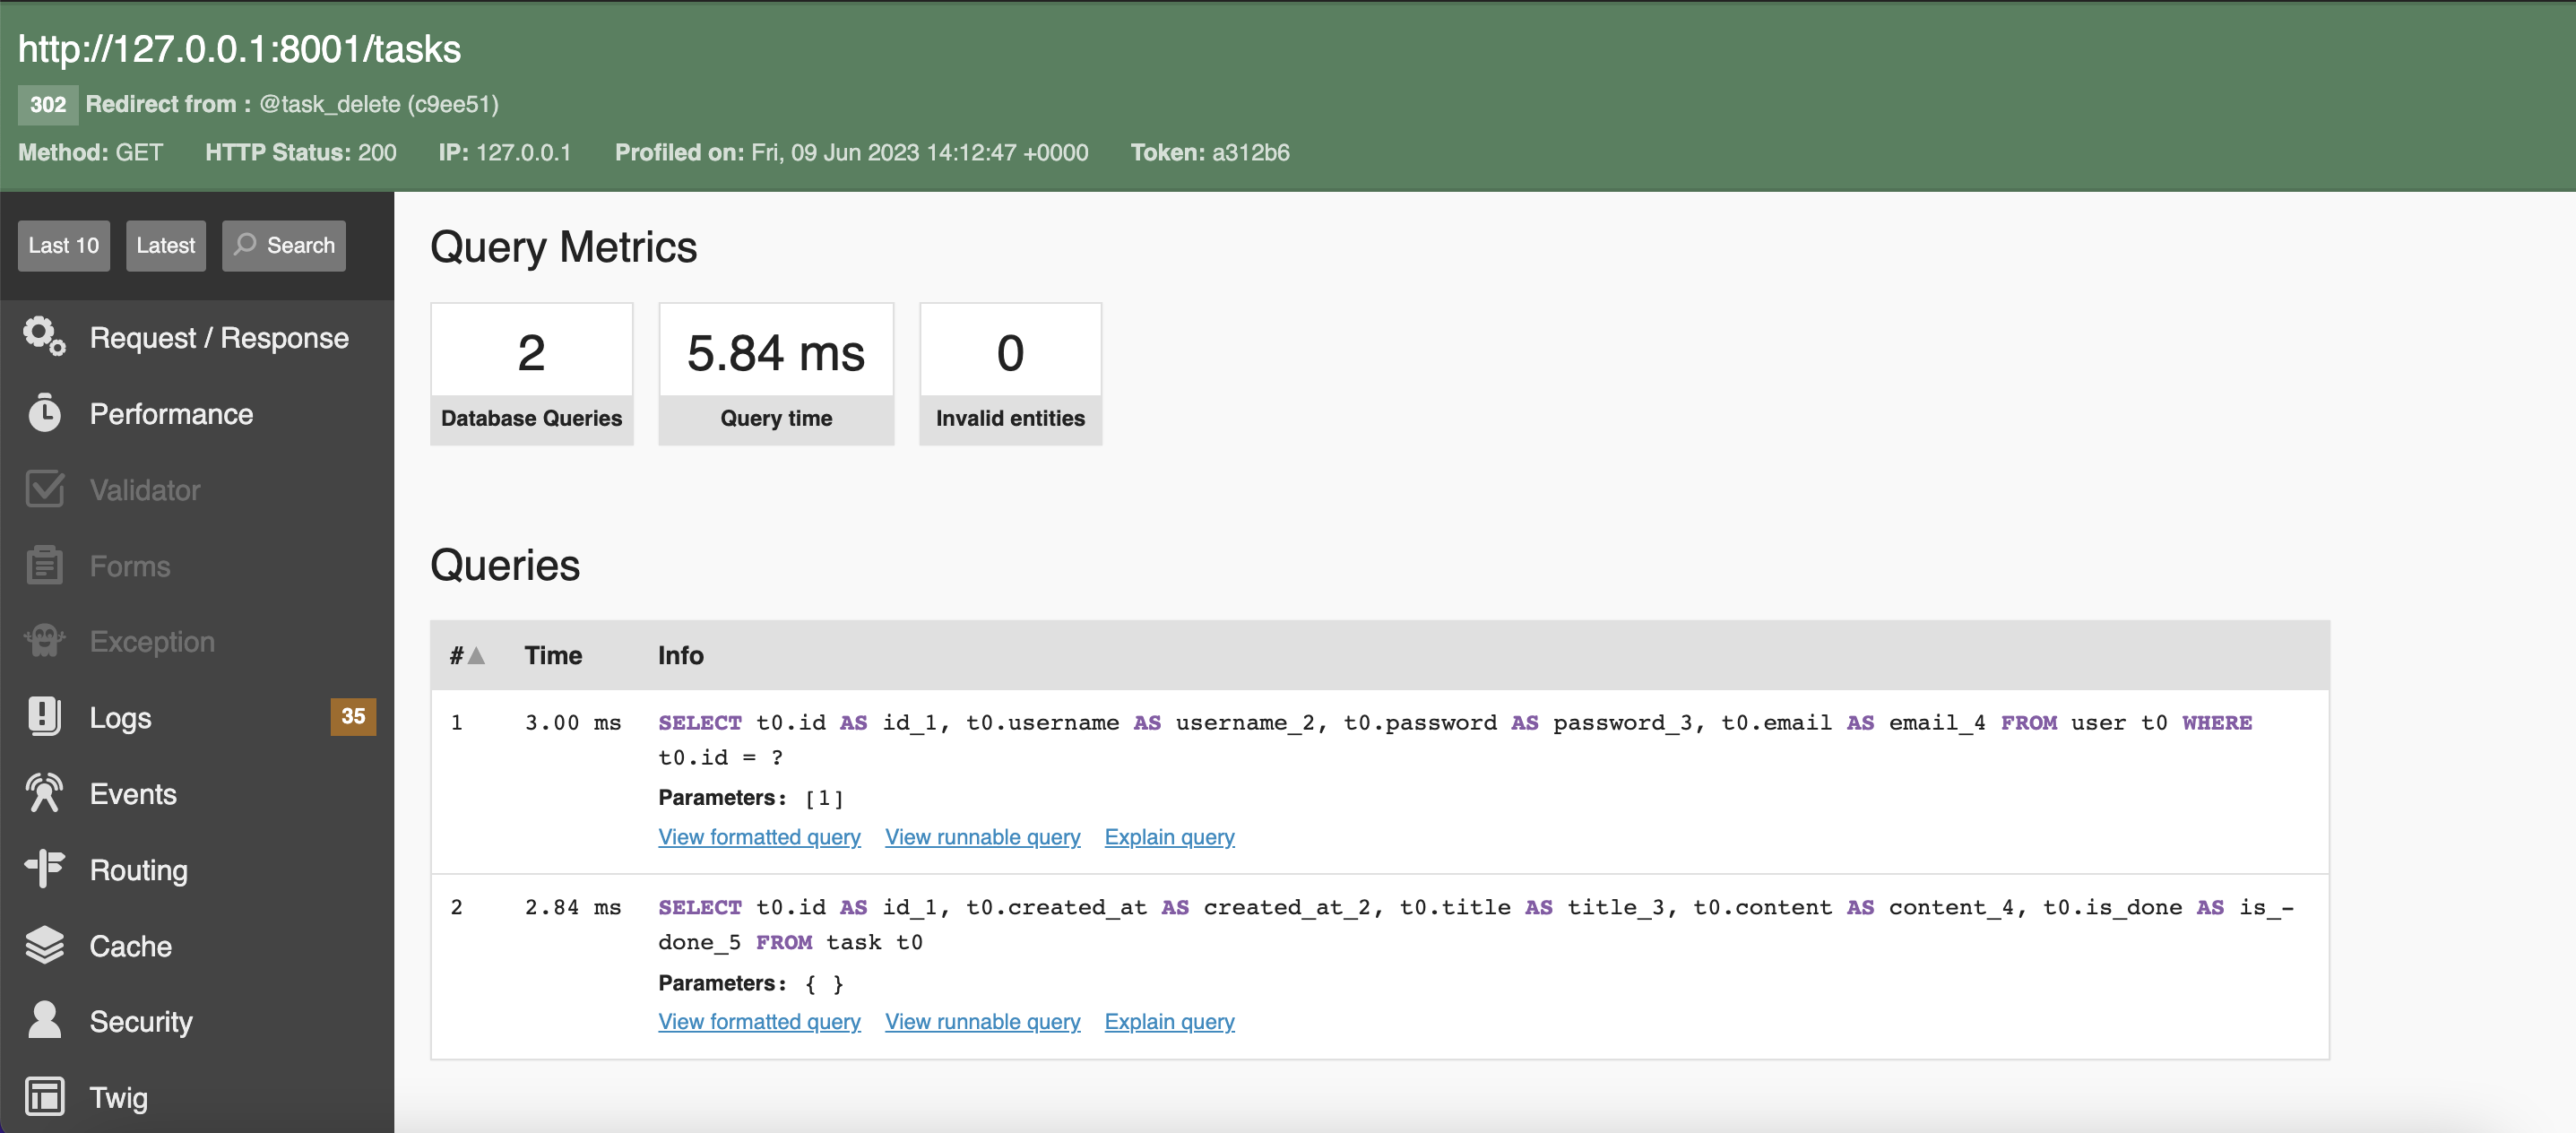 http://127.0.0.1:8001/tasks
302 Redirect from : @task_delete (c9ee51)
Method: GET HTTP Status: 200 IP: 127.0.0.1 Profiled on: Fri, 09 Jun 2023 14:12:47 +0000 Token: a312b6
Last 10 Latest Search
Request / Response
Performance
Validator
Forms
Exception
Logs 35
Events
Routing
Cache
Security
Twig
Query Metrics
2 5.84 ms 0
Database Queries Query time Invalid entities
Queries
# Time Info
1 3.00 ms SELECT t0.id AS id_1, t0.username AS username_2, t0.password AS password_3, t0.email AS email_4 FROM user t0 WHERE
t0.id = ?
Parameters: [1]
View formatted query View runnable query Explain query
2 2.84 ms SELECT t0.id AS id_1, t0.created_at AS created_at_2, t0.title AS title_3, t0.content AS content_4, t0.is_done AS is_-
done_5 FROM task t0
Parameters: { }
View formatted query View runnable query Explain query